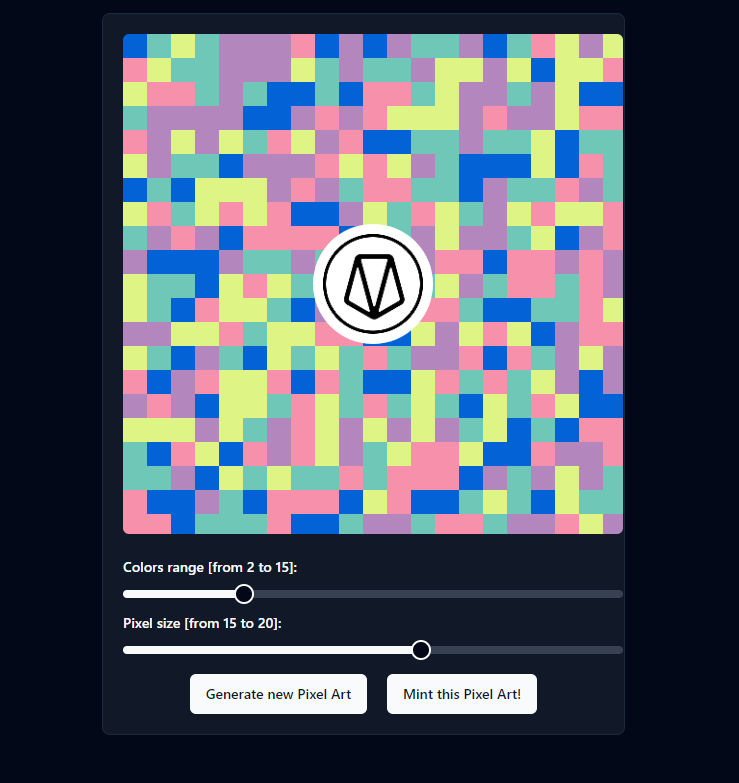 Colors range [from 2 to 15]:
Pixel size [from 15 to 20]:
Generate new Pixel Art
Mint this Pixel Art!